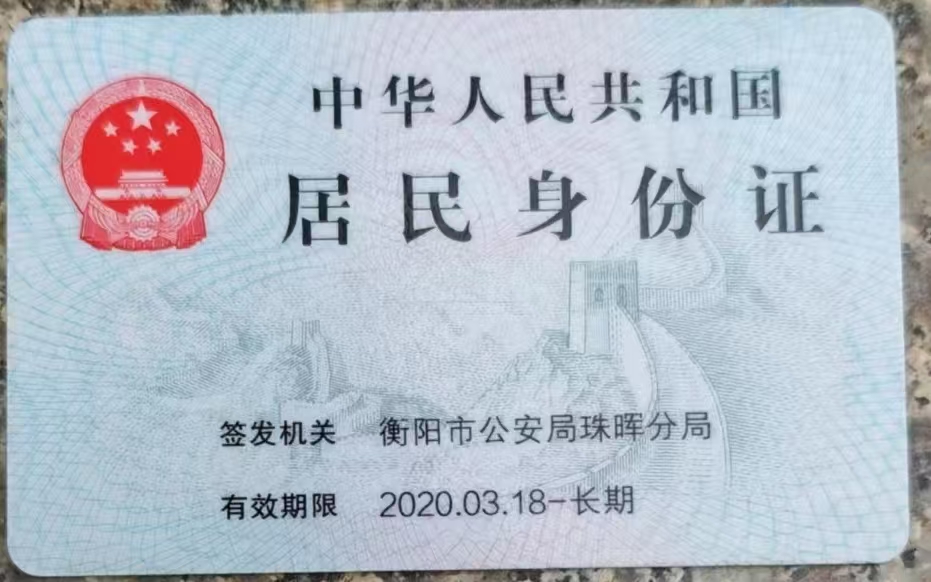 中华人民共和国
居民身份证
签发机关 衡阳市公安局珠晖分局
有效期限 2020.03.18-长期